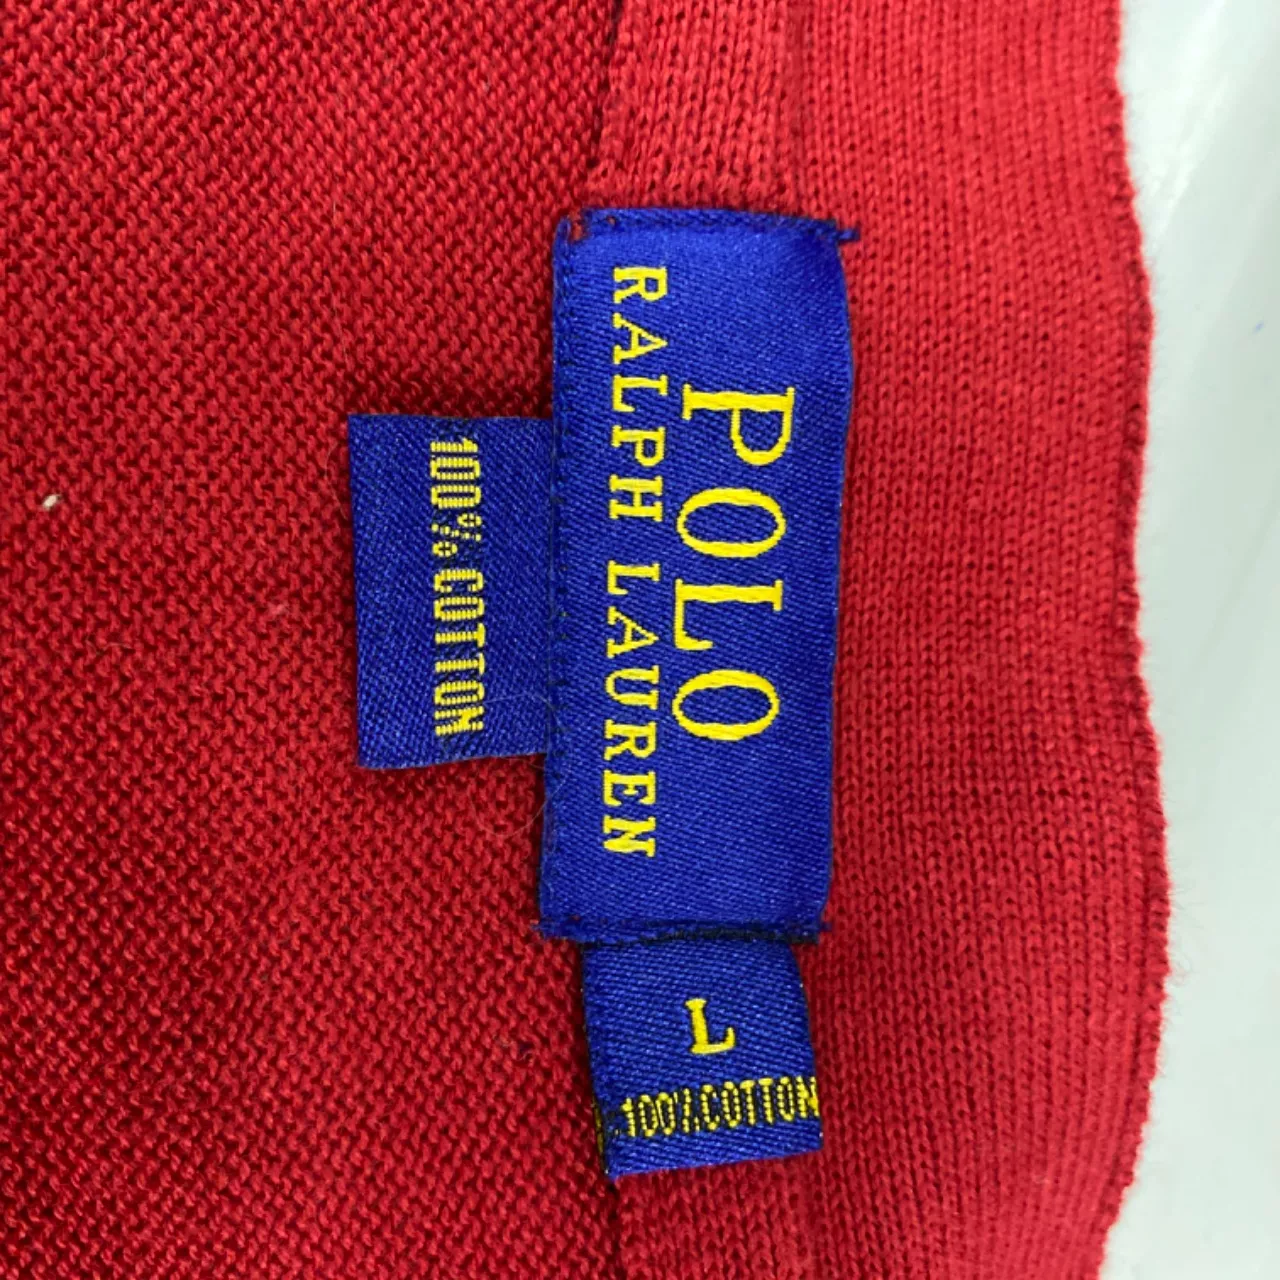 POLO
RALPH LAUREN
100% COTTON
L
100% COTTON